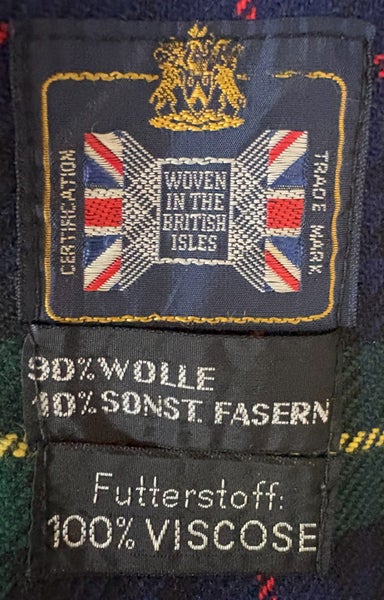 W
CERTIFICATION
WOVEN
IN THE
BRITISH
ISLES
TRADE MARK
90% WOLLE
10% SONST. FASERN
Futterstoff:
100% VISCOSE